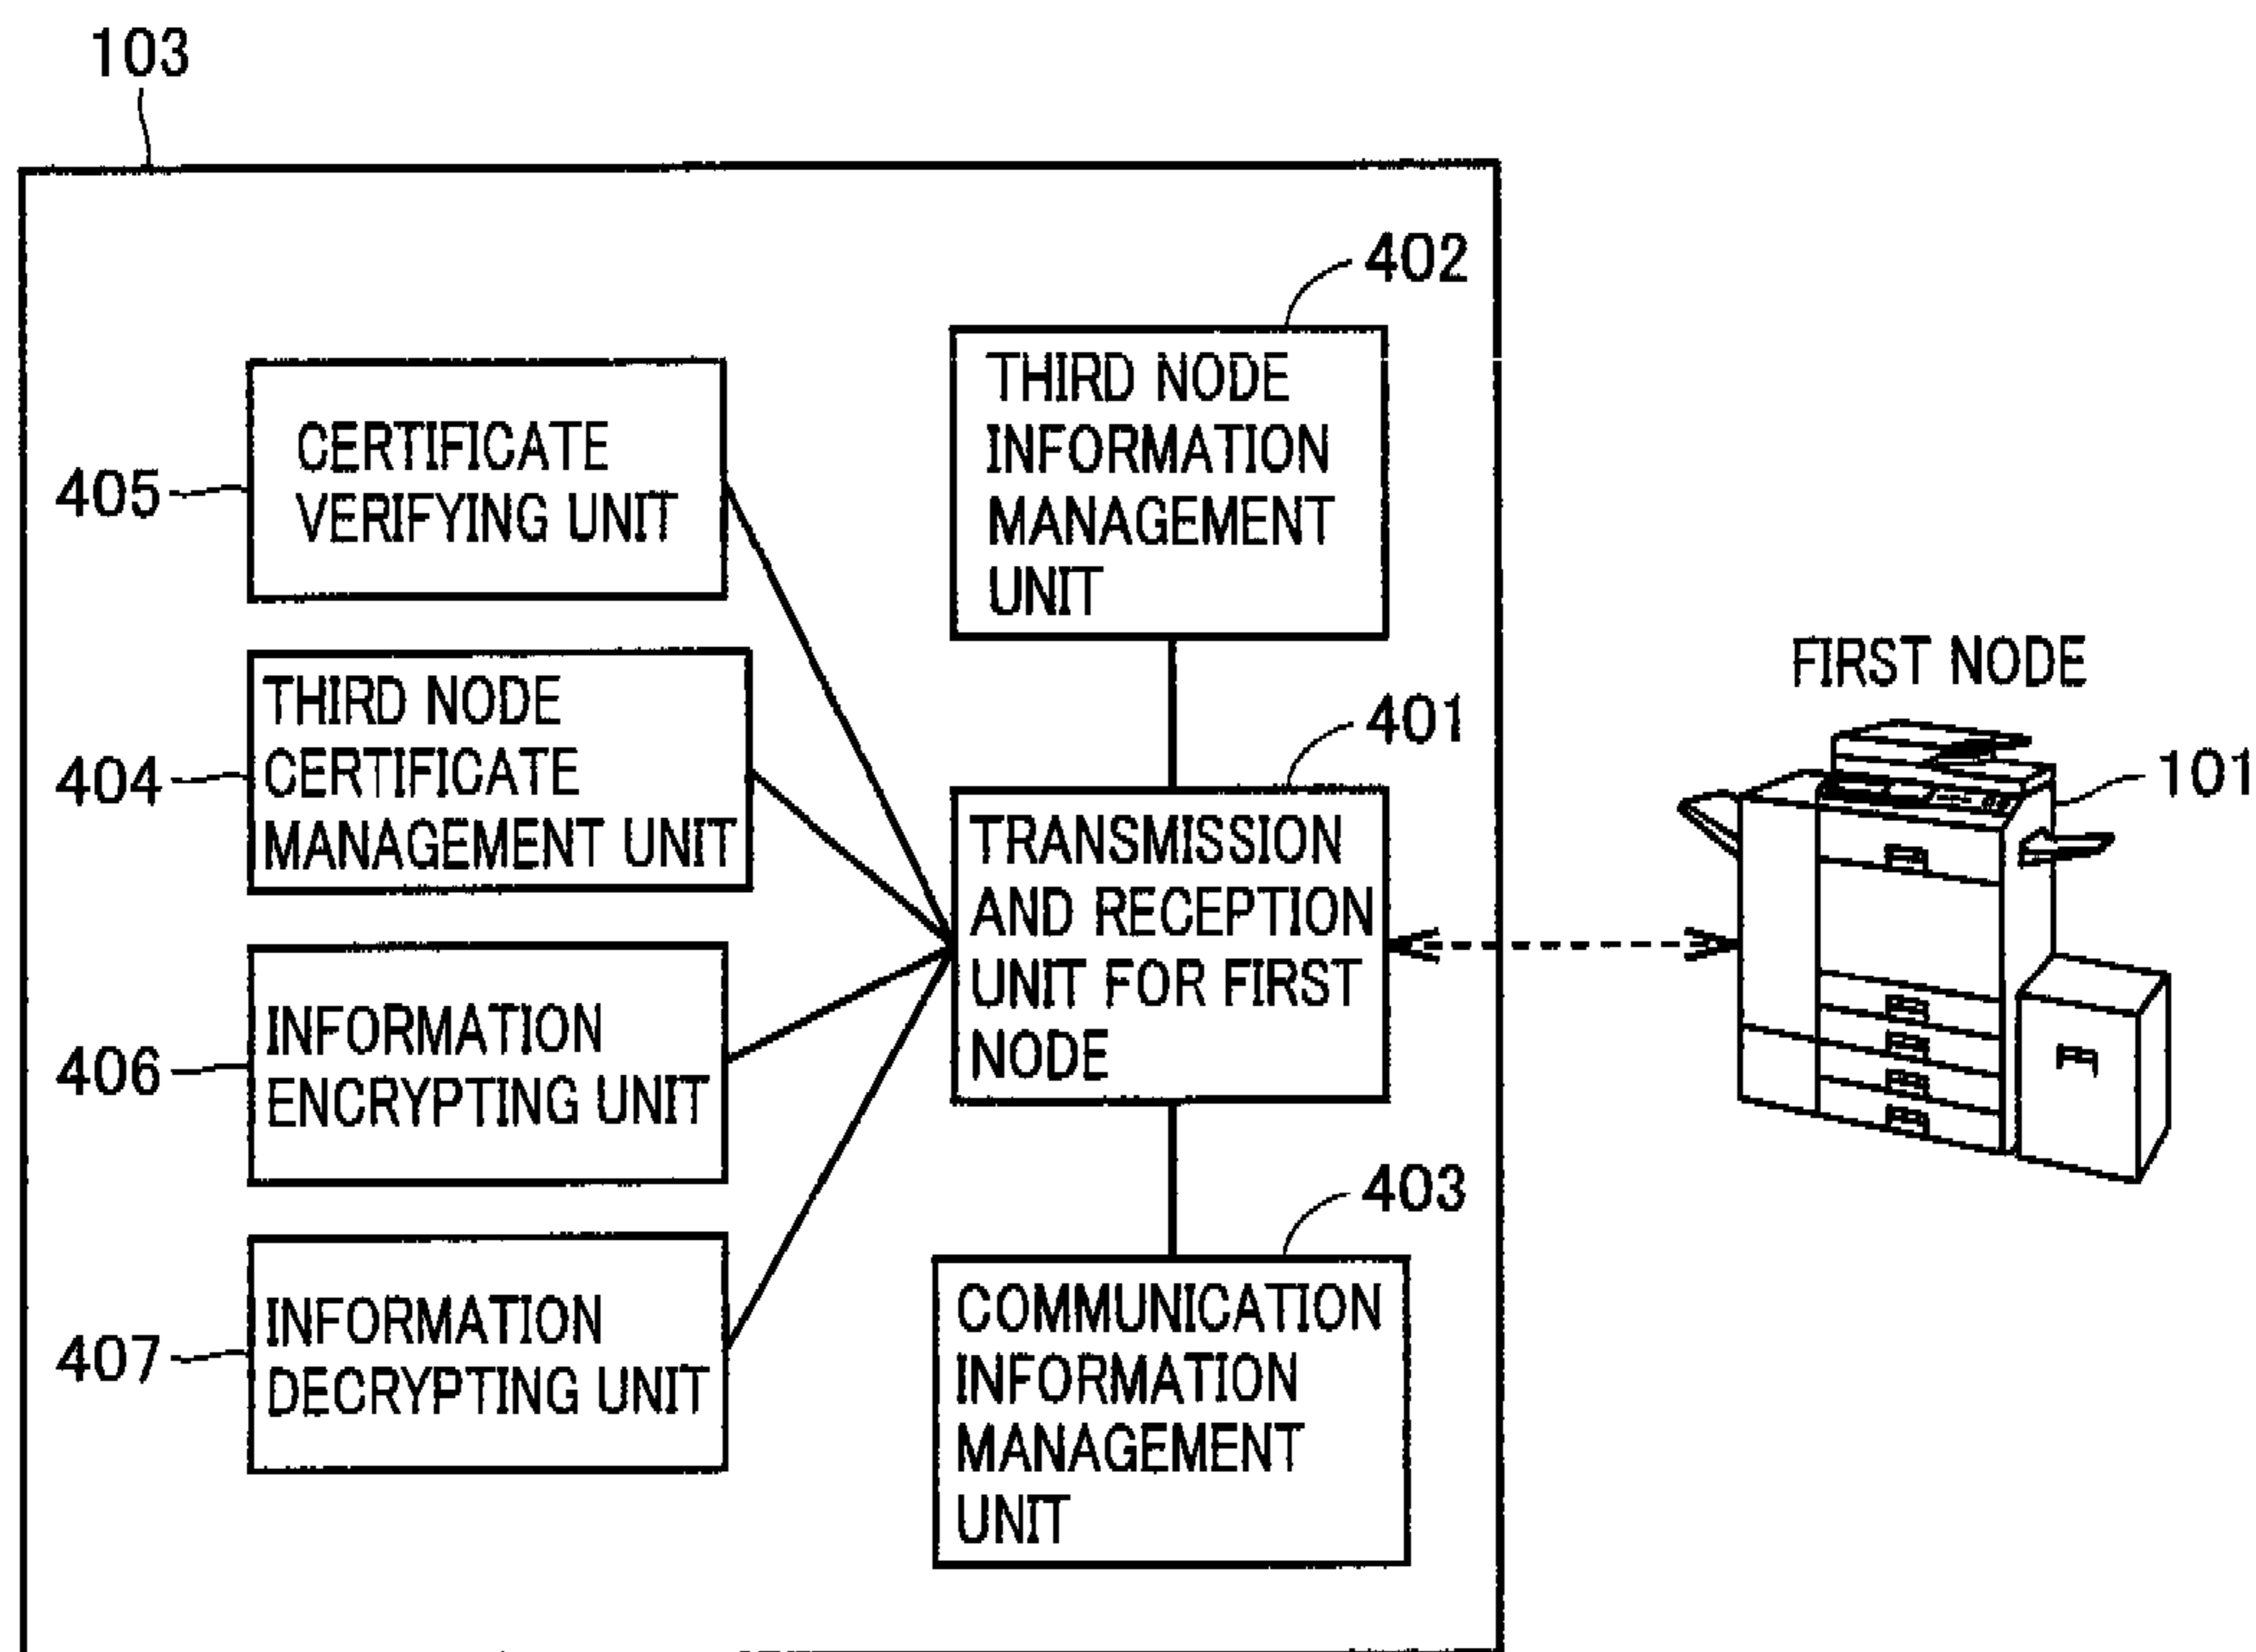 103
402
THIRD NODE
INFORMATION
MANAGEMENT
UNIT
405
CERTIFICATE
VERIFYING UNIT
404
THIRD NODE
CERTIFICATE
MANAGEMENT UNIT
401
TRANSMISSION
AND RECEPTION
UNIT FOR FIRST
NODE
FIRST NODE
101
406
INFORMATION
ENCRYPTING UNIT
407
INFORMATION
DECRYPTING UNIT
403
COMMUNICATION
INFORMATION
MANAGEMENT
UNIT